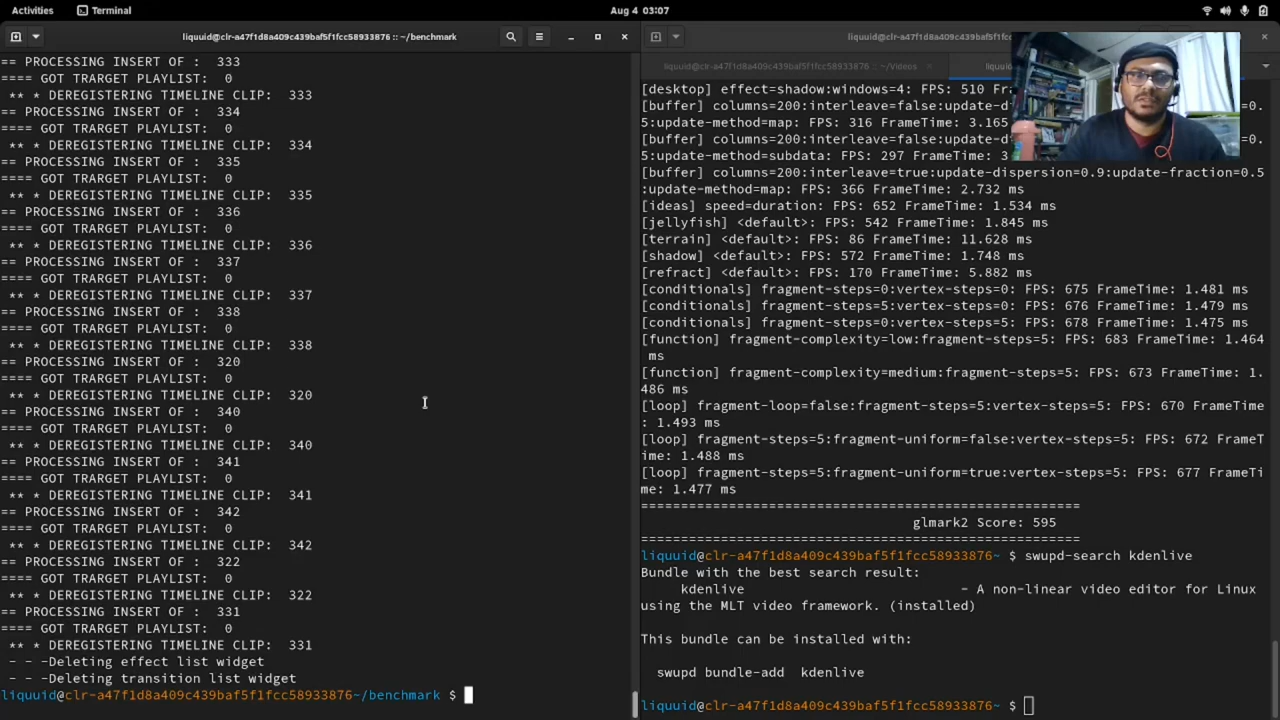 Activities
Terminal
Aug 4 03:07
liquuid@clr-a47f1d8a409c439baf5f1fcc58933876 :: ~/benchmark
== PROCESSING INSERT OF :  333
==== GOT TRARGET PLAYLIST:  0
 ** * DEREGISTERING TIMELINE CLIP:  333
== PROCESSING INSERT OF :  334
==== GOT TRARGET PLAYLIST:  0
 ** * DEREGISTERING TIMELINE CLIP:  334
== PROCESSING INSERT OF :  335
==== GOT TRARGET PLAYLIST:  0
 ** * DEREGISTERING TIMELINE CLIP:  335
== PROCESSING INSERT OF :  336
==== GOT TRARGET PLAYLIST:  0
 ** * DEREGISTERING TIMELINE CLIP:  336
== PROCESSING INSERT OF :  337
==== GOT TRARGET PLAYLIST:  0
 ** * DEREGISTERING TIMELINE CLIP:  337
== PROCESSING INSERT OF :  338
==== GOT TRARGET PLAYLIST:  0
 ** * DEREGISTERING TIMELINE CLIP:  338
== PROCESSING INSERT OF :  320
==== GOT TRARGET PLAYLIST:  0
 ** * DEREGISTERING TIMELINE CLIP:  320
== PROCESSING INSERT OF :  340
==== GOT TRARGET PLAYLIST:  0
 ** * DEREGISTERING TIMELINE CLIP:  340
== PROCESSING INSERT OF :  341
==== GOT TRARGET PLAYLIST:  0
 ** * DEREGISTERING TIMELINE CLIP:  341
== PROCESSING INSERT OF :  342
==== GOT TRARGET PLAYLIST:  0
 ** * DEREGISTERING TIMELINE CLIP:  342
== PROCESSING INSERT OF :  322
==== GOT TRARGET PLAYLIST:  0
 ** * DEREGISTERING TIMELINE CLIP:  322
== PROCESSING INSERT OF :  331
==== GOT TRARGET PLAYLIST:  0
 ** * DEREGISTERING TIMELINE CLIP:  331
 - - -Deleting effect list widget
 - - -Deleting transition list widget
liquuid@clr-a47f1d8a409c439baf5f1fcc58933876~/benchmark $
liquuid@clr-a47f1d8a409c439baf5f1fcc
liquuid@clr-a47f1d8a409c439baf5f1fcc58933876 :: ~/Videos
liquu
[desktop] effect=shadow:windows=4: FPS: 510 Fra
[buffer] columns=200:interleave=false:update-d
5:update-method=map: FPS: 316 FrameTime: 3.165
[buffer] columns=200:interleave=false:update-dispersion=0.9:update-fraction=0.
5:update-method=subdata: FPS: 297 FrameTime: 3
[buffer] columns=200:interleave=true:update-dispersion=0.9:update-fraction=0.5
:update-method=map: FPS: 366 FrameTime: 2.732 ms
[ideas] speed=duration: FPS: 652 FrameTime: 1.534 ms
[jellyfish] <default>: FPS: 542 FrameTime: 1.845 ms
[terrain] <default>: FPS: 86 FrameTime: 11.628 ms
[shadow] <default>: FPS: 572 FrameTime: 1.748 ms
[refract] <default>: FPS: 170 FrameTime: 5.882 ms
[conditionals] fragment-steps=0:vertex-steps=0: FPS: 675 FrameTime: 1.481 ms
[conditionals] fragment-steps=5:vertex-steps=0: FPS: 676 FrameTime: 1.479 ms
[conditionals] fragment-steps=0:vertex-steps=5: FPS: 678 FrameTime: 1.475 ms
[function] fragment-complexity=low:fragment-steps=5: FPS: 683 FrameTime: 1.464
 ms
[function] fragment-complexity=medium:fragment-steps=5: FPS: 673 FrameTime: 1.
486 ms
[loop] fragment-loop=false:fragment-steps=5:vertex-steps=5: FPS: 670 FrameTime
: 1.493 ms
[loop] fragment-steps=5:fragment-uniform=false:vertex-steps=5: FPS: 672 FrameT
ime: 1.488 ms
[loop] fragment-steps=5:fragment-uniform=true:vertex-steps=5: FPS: 677 FrameTi
me: 1.477 ms
=======================================================
glmark2 Score: 595
=======================================================
liquuid@clr-a47f1d8a409c439baf5f1fcc58933876~ $ swupd-search kdenlive
Bundle with the best search result:
kdenlive - A non-linear video editor for Linux
using the MLT video framework. (installed)
This bundle can be installed with:
swupd bundle-add  kdenlive
liquuid@clr-a47f1d8a409c439baf5f1fcc58933876~ $